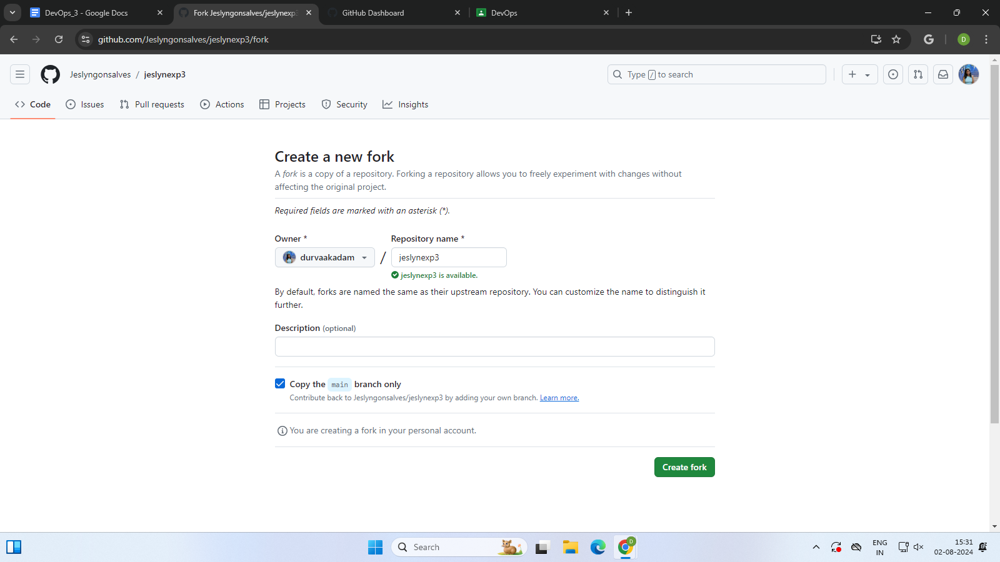 DevOps_3 - Google Docs
Fork Jeslyngonsalves/jeslynexp3
GitHub Dashboard
DevOps
github.com/Jeslyngonsalves/jeslynexp3/fork
D
Jeslyngonsalves / jeslynexp3
Type / to search
Code
Issues
Pull requests
Actions
Projects
Security
Insights
Create a new fork
A fork is a copy of a repository. Forking a repository allows you to freely experiment with changes without
affecting the original project.
Required fields are marked with an asterisk (*).
Owner *
Repository name *
durvaakadam / jeslynexp3
jeslynexp3 is available.
By default, forks are named the same as their upstream repository. You can customize the name to distinguish it
further.
Description (optional)
Copy the main branch only
Contribute back to Jeslyngonsalves/jeslynexp3 by adding your own branch. Learn more.
You are creating a fork in your personal account.
Create fork
Search
D
ENG
IN
15:31
02-08-2024